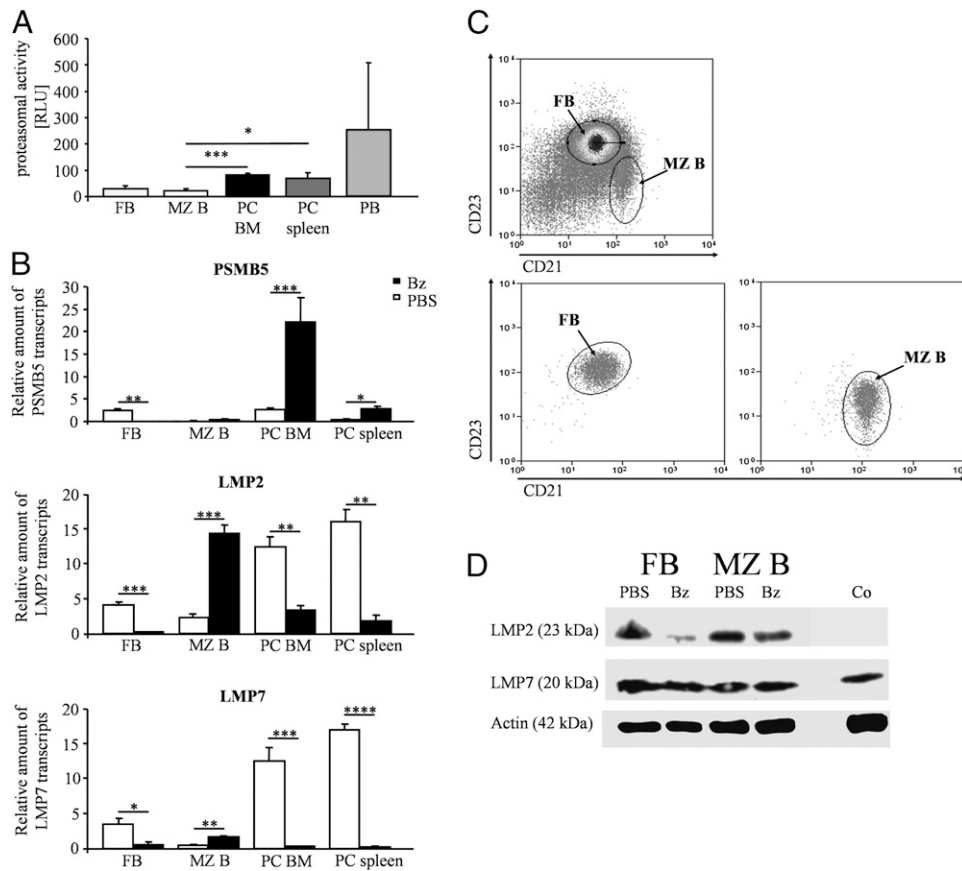 A
proteasomal activity
[RLU]
600
500
400
300
200
100
0
*
***
FB MZ B PC PC PB
BM spleen
B
PSMB5
Bz
PBS
Relative amount of
PSMB5 transcripts
30
25
20
15
10
5
0
** *** *
FB MZ B PC BM PC spleen
LMP2
Relative amount of
LMP2 transcripts
20
15
10
5
0
*** *** ** **
FB MZ B PC BM PC spleen
LMP7
Relative amount of
LMP7 transcripts
20
15
10
5
0
* ** *** ****
FB MZ B PC BM PC spleen
C
CD23
10⁴
10³
10²
10¹
10⁰
FB
MZ B
10⁰ 10¹ 10² 10³ 10⁴
CD21
CD23
10⁴
10³
10²
10¹
10⁰
FB
10⁰ 10¹ 10² 10³ 10⁴
10⁴
10³
10²
10¹
10⁰
MZ B
10⁰ 10¹ 10² 10³ 10⁴
CD21
D
FB MZ B
PBS Bz PBS Bz Co
LMP2 (23 kDa)
LMP7 (20 kDa)
Actin (42 kDa)